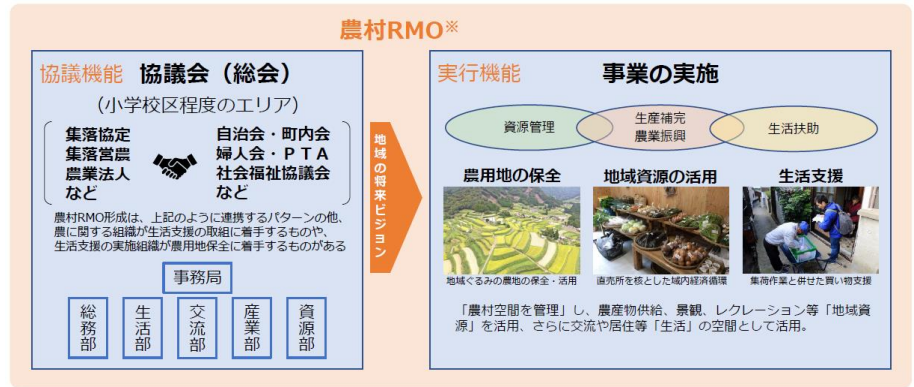 農村RMO※
協議機能 協議会（総会）
（小学校区程度のエリア）
集落協定
集落営農
農業法人
など
自治会・町内会
婦人会・ＰＴＡ
社会福祉協議会
など
農村RMO形成は、上記のように連携するパターンの他、
農に関する組織が生活支援の取組に着手するものや、
生活支援の実施組織が農用地保全に着手するものがある
事務局
総務部
生活部
交流部
産業部
資源部
地域の将来ビジョン
実行機能 事業の実施
資源管理
生産補完
農業振興
生活扶助
農用地の保全
地域資源の活用
生活支援
地域ぐるみの農地の保全・活用
直売所を核とした域内経済循環
集荷作業と併せた買い物支援
「農村空間を管理」し、農産物供給、景観、レクレーション等「地域資
源」を活用、さらに交流や居住等「生活」の空間として活用。